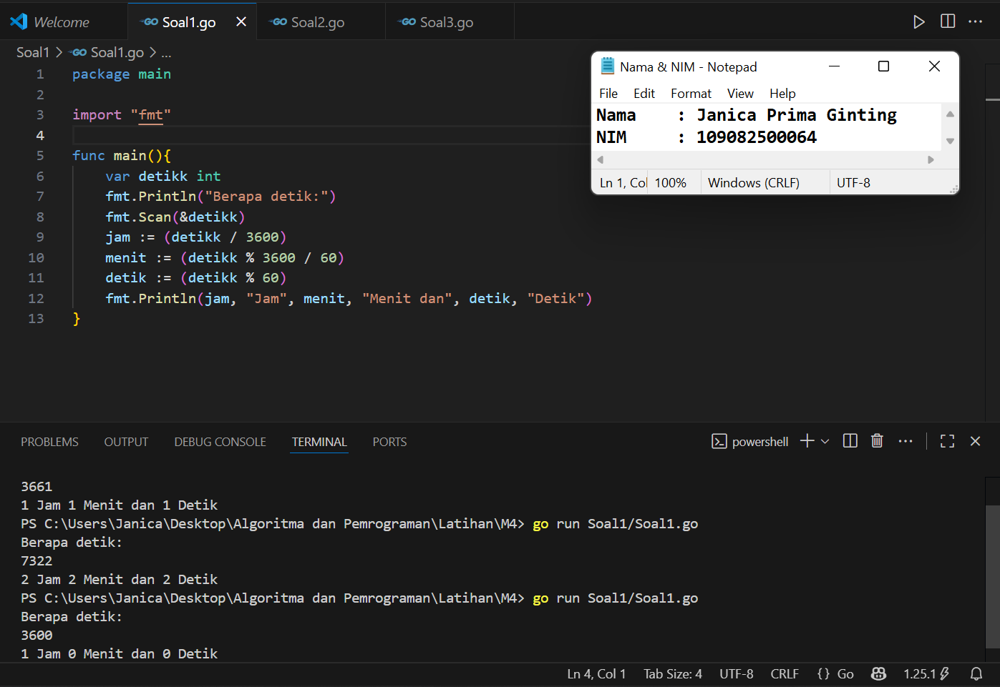 Welcome
Soal1.go
Soal2.go
Soal3.go
Soal1 > Soal1.go > ...
1 package main
2
3 import "fmt"
4
5 func main(){
6     var detikk int
7     fmt.Println("Berapa detik:")
8     fmt.Scan(&detikk)
9     jam := (detikk / 3600)
10     menit := (detikk % 3600 / 60)
11     detik := (detikk % 60)
12     fmt.Println(jam, "Jam", menit, "Menit dan", detik, "Detik")
13 }
Nama & NIM - Notepad
File Edit Format View Help
Nama    : Janica Prima Ginting
NIM     : 109082500064
Ln 1, Col 100% Windows (CRLF) UTF-8
PROBLEMS OUTPUT DEBUG CONSOLE TERMINAL PORTS
powershell
3661
1 Jam 1 Menit dan 1 Detik
PS C:\Users\Janica\Desktop\Algoritma dan Pemrograman\Latihan\M4> go run Soal1/Soal1.go
Berapa detik:
7322
2 Jam 2 Menit dan 2 Detik
PS C:\Users\Janica\Desktop\Algoritma dan Pemrograman\Latihan\M4> go run Soal1/Soal1.go
Berapa detik:
3600
1 Jam 0 Menit dan 0 Detik
Ln 4, Col 1 Tab Size: 4 UTF-8 CRLF {} Go 1.25.1